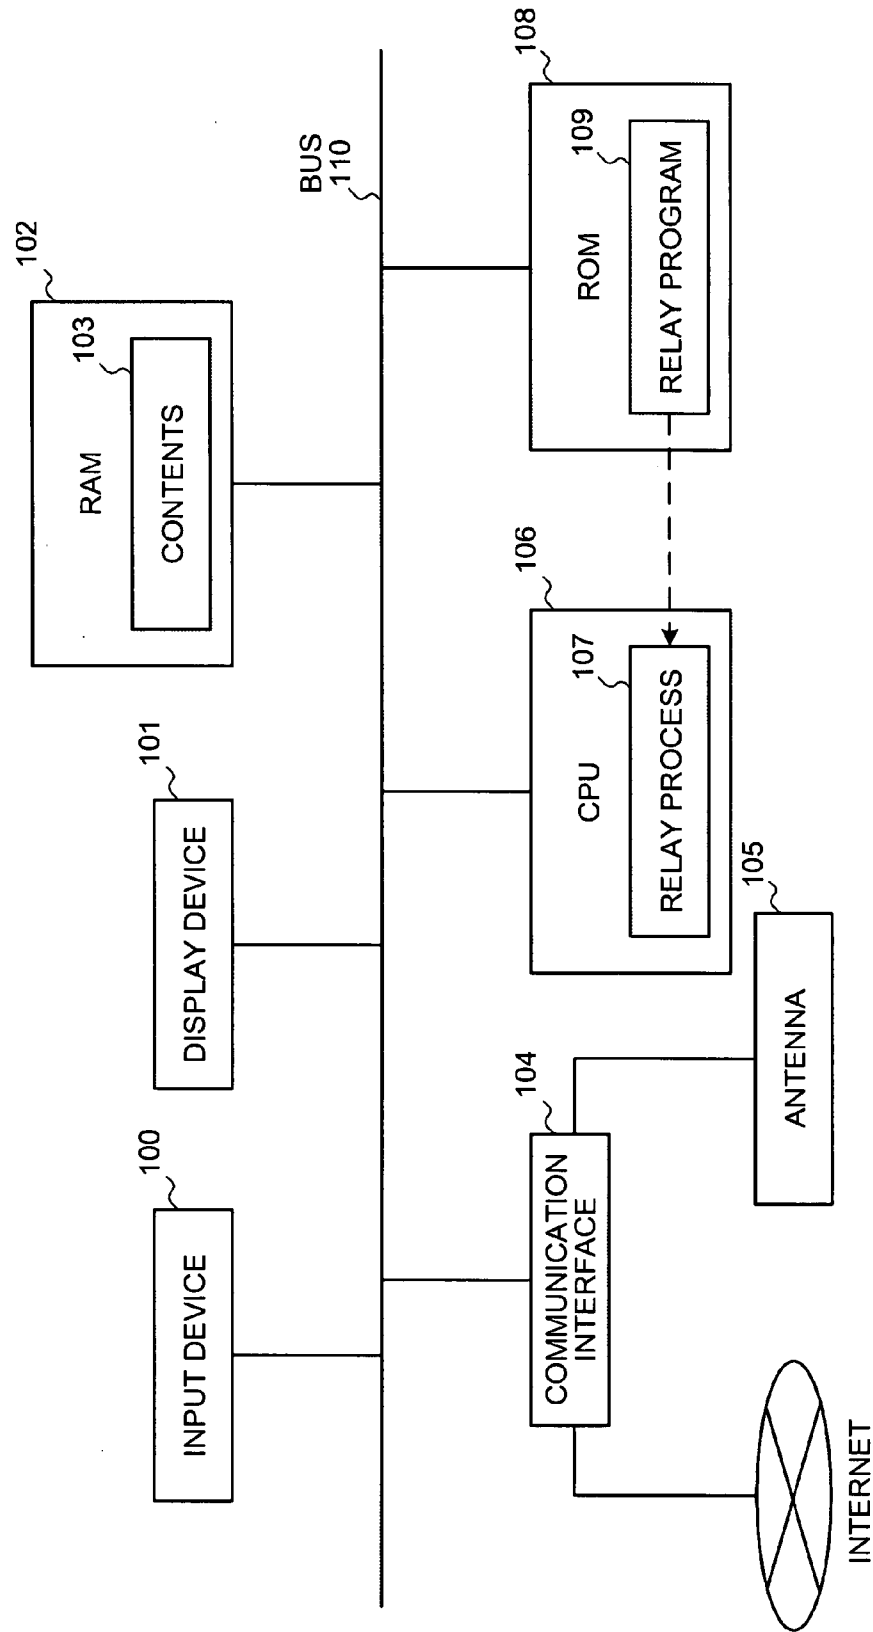 INPUT DEVICE
100
DISPLAY DEVICE
101
RAM
102
CONTENTS
103
BUS
110
COMMUNICATION
INTERFACE
104
INTERNET
ANTENNA
105
CPU
106
RELAY PROCESS
107
ROM
108
RELAY PROGRAM
109